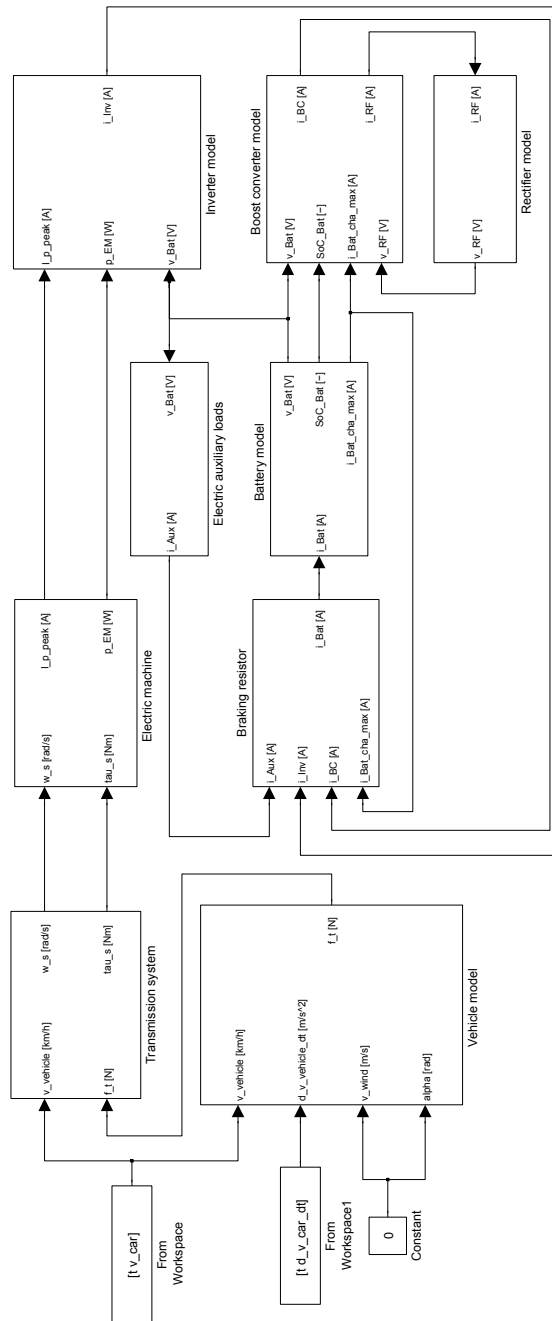 [t v_car]
From
Workspace
[t d_v_car_dt]
From
Workspace1
0
Constant
v_vehicle [km/h]
f_t [N]
w_s [rad/s]
tau_s [Nm]
Transmission system
v_vehicle [km/h]
d_v_vehicle_dt [m/s^2]
v_wind [m/s]
alpha [rad]
f_t [N]
Vehicle model
w_s [rad/s]
tau_s [Nm]
I_p_peak [A]
p_EM [W]
Electric machine
i_Aux [A]
i_Inv [A]
i_BC [A]
i_Bat_cha_max [A]
i_Bat [A]
Braking resistor
i_Aux [A]
v_Bat [V]
Electric auxiliary loads
i_Bat [A]
v_Bat [V]
SoC_Bat [−]
i_Bat_cha_max [A]
Battery model
I_p_peak [A]
p_EM [W]
v_Bat [V]
i_Inv [A]
Inverter model
v_Bat [V]
SoC_Bat [−]
i_Bat_cha_max [A]
v_RF [V]
i_BC [A]
i_RF [A]
Boost converter model
v_RF [V]
i_RF [A]
Rectifier model